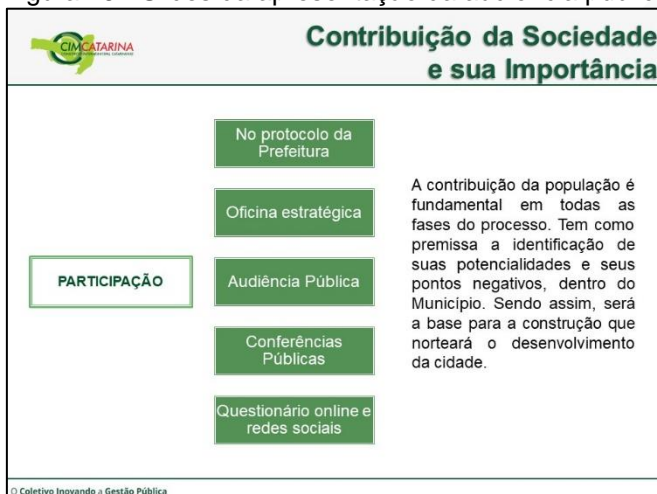 CIMCATARINA
Contribuição da Sociedade
e sua Importância
No protocolo da
Prefeitura
Oficina estratégica
PARTICIPAÇÃO
Audiência Pública
Conferências
Públicas
Questionário online e
redes sociais
A contribuição da população é
fundamental em todas as
fases do processo. Tem como
premissa a identificação de
suas potencialidades e seus
pontos negativos, dentro do
Município. Sendo assim, será
a base para a construção que
norteará o desenvolvimento
da cidade.
O Coletivo Inovando a Gestão Pública